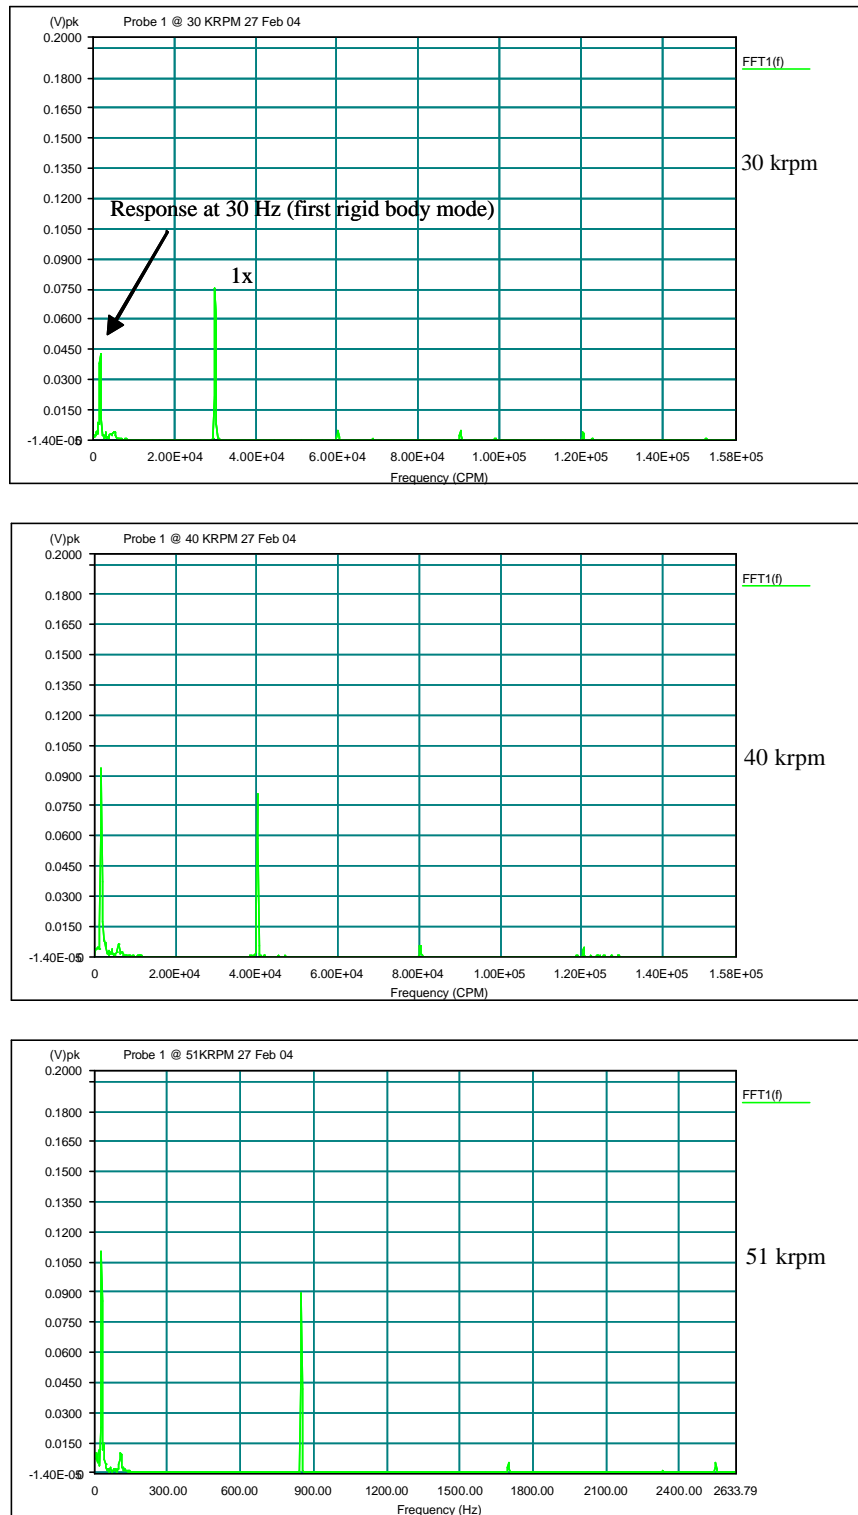 (V)pk Probe 1 @ 30 KRPM 27 Feb 04
0.2000
FFT1(f)
0.1800
0.1650
0.1500
0.1350
30 krpm
0.1200
Response at 30 Hz (first rigid body mode)
0.1050
0.0900
1x
0.0750
0.0600
0.0450
0.0300
0.0150
-1.40E-05
0 2.00E+04 4.00E+04 6.00E+04 8.00E+04 1.00E+05 1.20E+05 1.40E+05 1.58E+05
Frequency (CPM)
(V)pk Probe 1 @ 40 KRPM 27 Feb 04
0.2000
FFT1(f)
0.1800
0.1650
0.1500
0.1350
0.1200
0.1050
40 krpm
0.0900
0.0750
0.0600
0.0450
0.0300
0.0150
-1.40E-05
0 2.00E+04 4.00E+04 6.00E+04 8.00E+04 1.00E+05 1.20E+05 1.40E+05 1.58E+05
Frequency (CPM)
(V)pk Probe 1 @ 51KRPM 27 Feb 04
0.2000
FFT1(f)
0.1800
0.1650
0.1500
0.1350
0.1200
0.1050
51 krpm
0.0900
0.0750
0.0600
0.0450
0.0300
0.0150
-1.40E-05
0 300.00 600.00 900.00 1200.00 1500.00 1800.00 2100.00 2400.00 2633.79
Frequency (Hz)